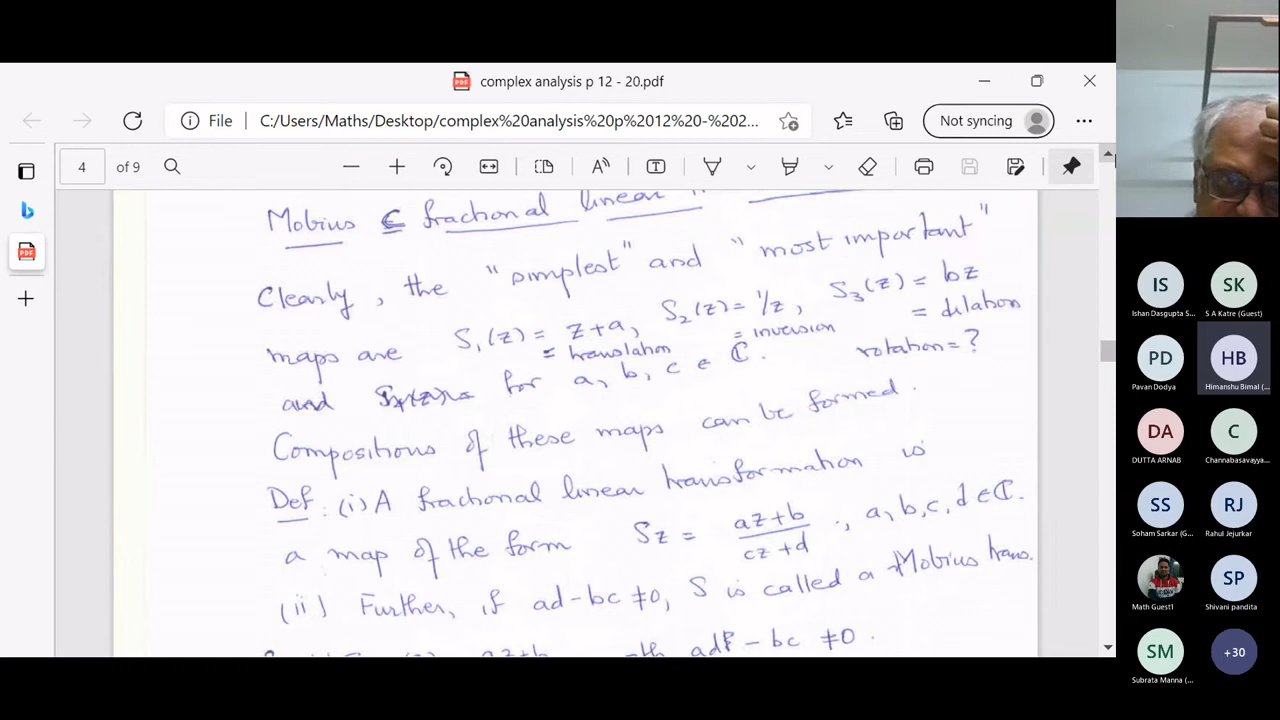 complex analysis p 12 - 20.pdf
File C:/Users/Maths/Desktop/complex%20analysis%20p%2012%20-%202...
Not syncing
4 of 9
Mobius & fractional linear "
Clearly, the "simplest" and "most important"
maps are S₁(z) = z+a, S₂(z) = 1/z, S₃(z) = bz
= translation = inversion = dilation
and for a, b, c ∈ ℂ. rotation = ?
Compositions of these maps can be formed.
Def: (i) A fractional linear transformation is
a map of the form Sz = (az+b)/(cz+d), a, b, c, d ∈ ℂ.
(ii) Further, if ad-bc ≠0, S is called a Mobius trans.
az+b ad - bc ≠0.
IS
Ishan Dasgupta S...
SK
S A Katre (Guest)
PD
Pavan Dodya
HB
Himanshu Bimal (...
DA
DUTTA ARNAB
C
Channabasavayya...
SS
Soham Sarkar (G...
RJ
Rahul Jejurkar
Math Guest1
SP
Shivani pandita
SM
Subrata Manna (...
+30